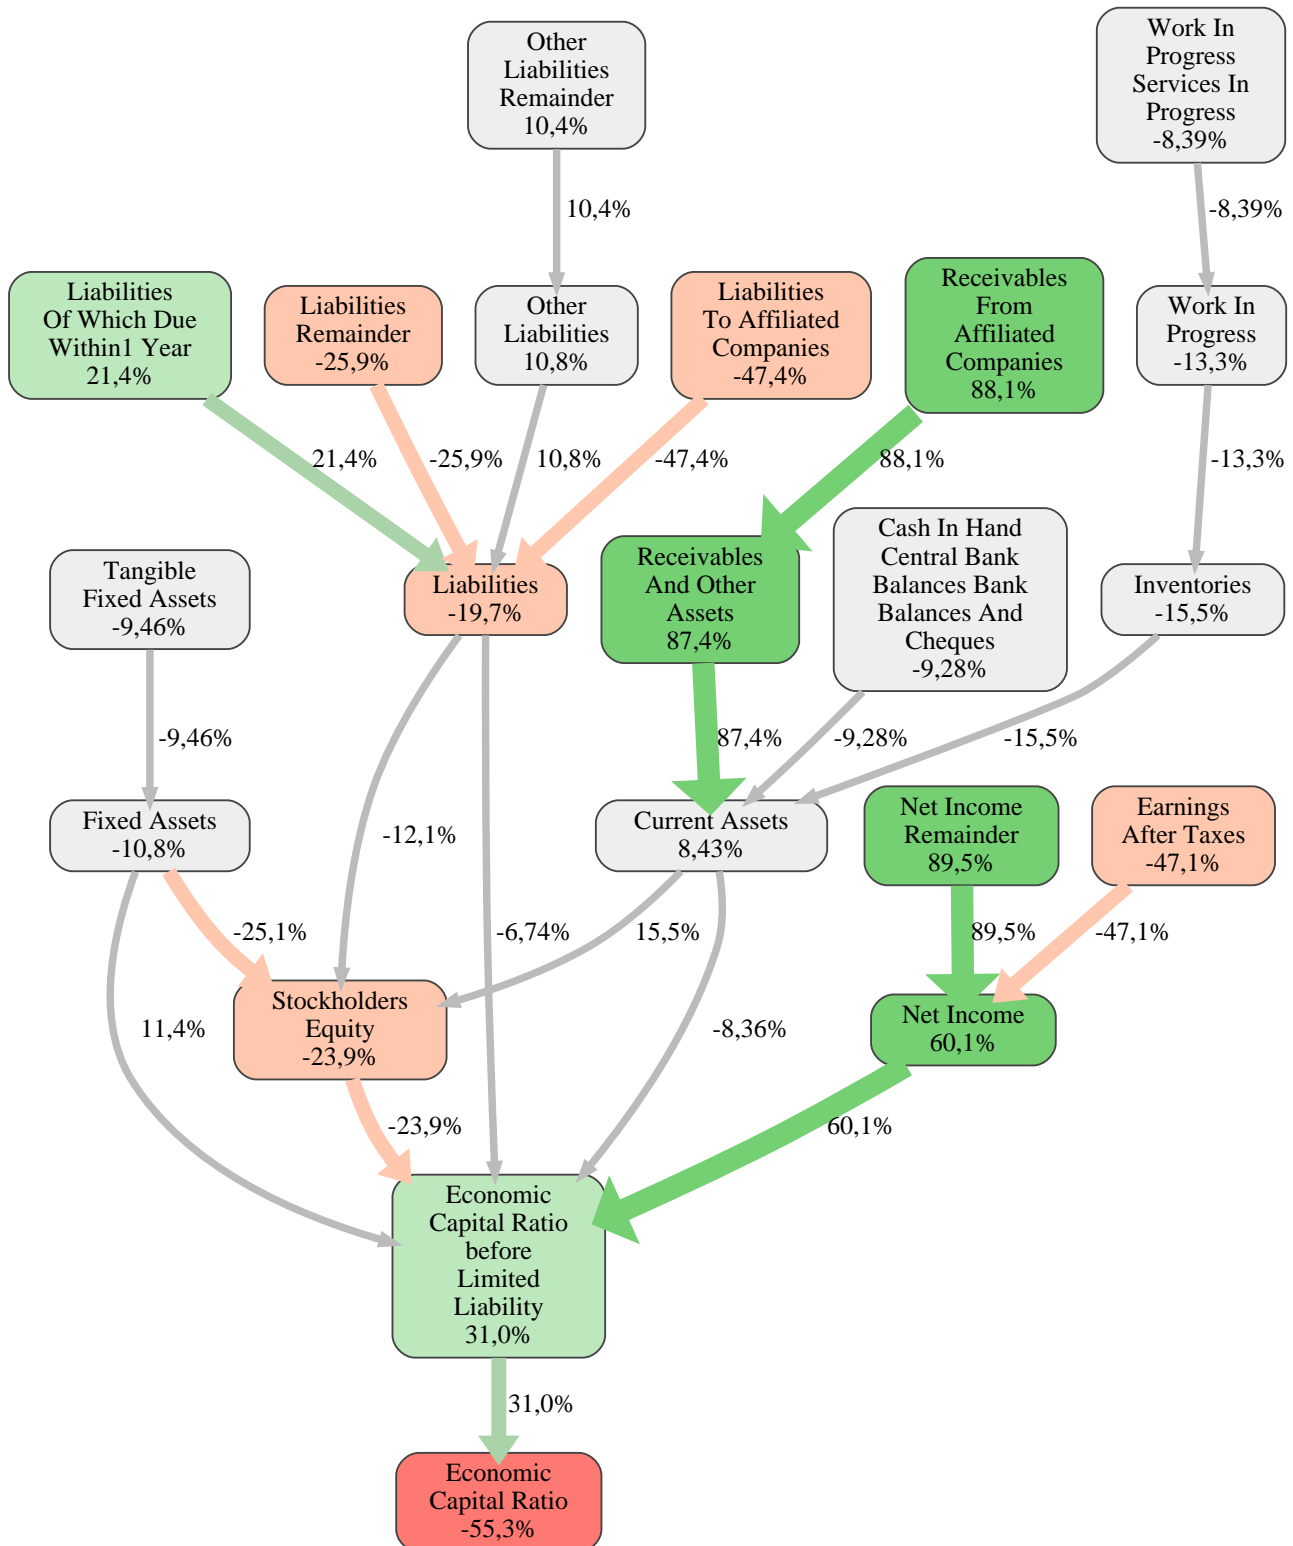 Other
Liabilities
Remainder
10,4%
Work In
Progress
Services In
Progress
-8,39%
10,4%
-8,39%
Liabilities
Of Which Due
Within1 Year
21,4%
Liabilities
Remainder
-25,9%
Other
Liabilities
10,8%
Liabilities
To Affiliated
Companies
-47,4%
Receivables
From
Affiliated
Companies
88,1%
Work In
Progress
-13,3%
21,4%
-25,9%
10,8%
-47,4%
88,1%
-13,3%
Tangible
Fixed Assets
-9,46%
Liabilities
-19,7%
Receivables
And Other
Assets
87,4%
Cash In Hand
Central Bank
Balances Bank
Balances And
Cheques
-9,28%
Inventories
-15,5%
-9,46%
87,4%
-9,28%
-15,5%
Fixed Assets
-10,8%
-12,1%
Current Assets
8,43%
Net Income
Remainder
89,5%
Earnings
After Taxes
-47,1%
-25,1%
-6,74%
15,5%
89,5%
-47,1%
11,4%
Stockholders
Equity
-23,9%
-8,36%
Net Income
60,1%
-23,9%
60,1%
Economic
Capital Ratio
before
Limited
Liability
31,0%
31,0%
Economic
Capital Ratio
-55,3%